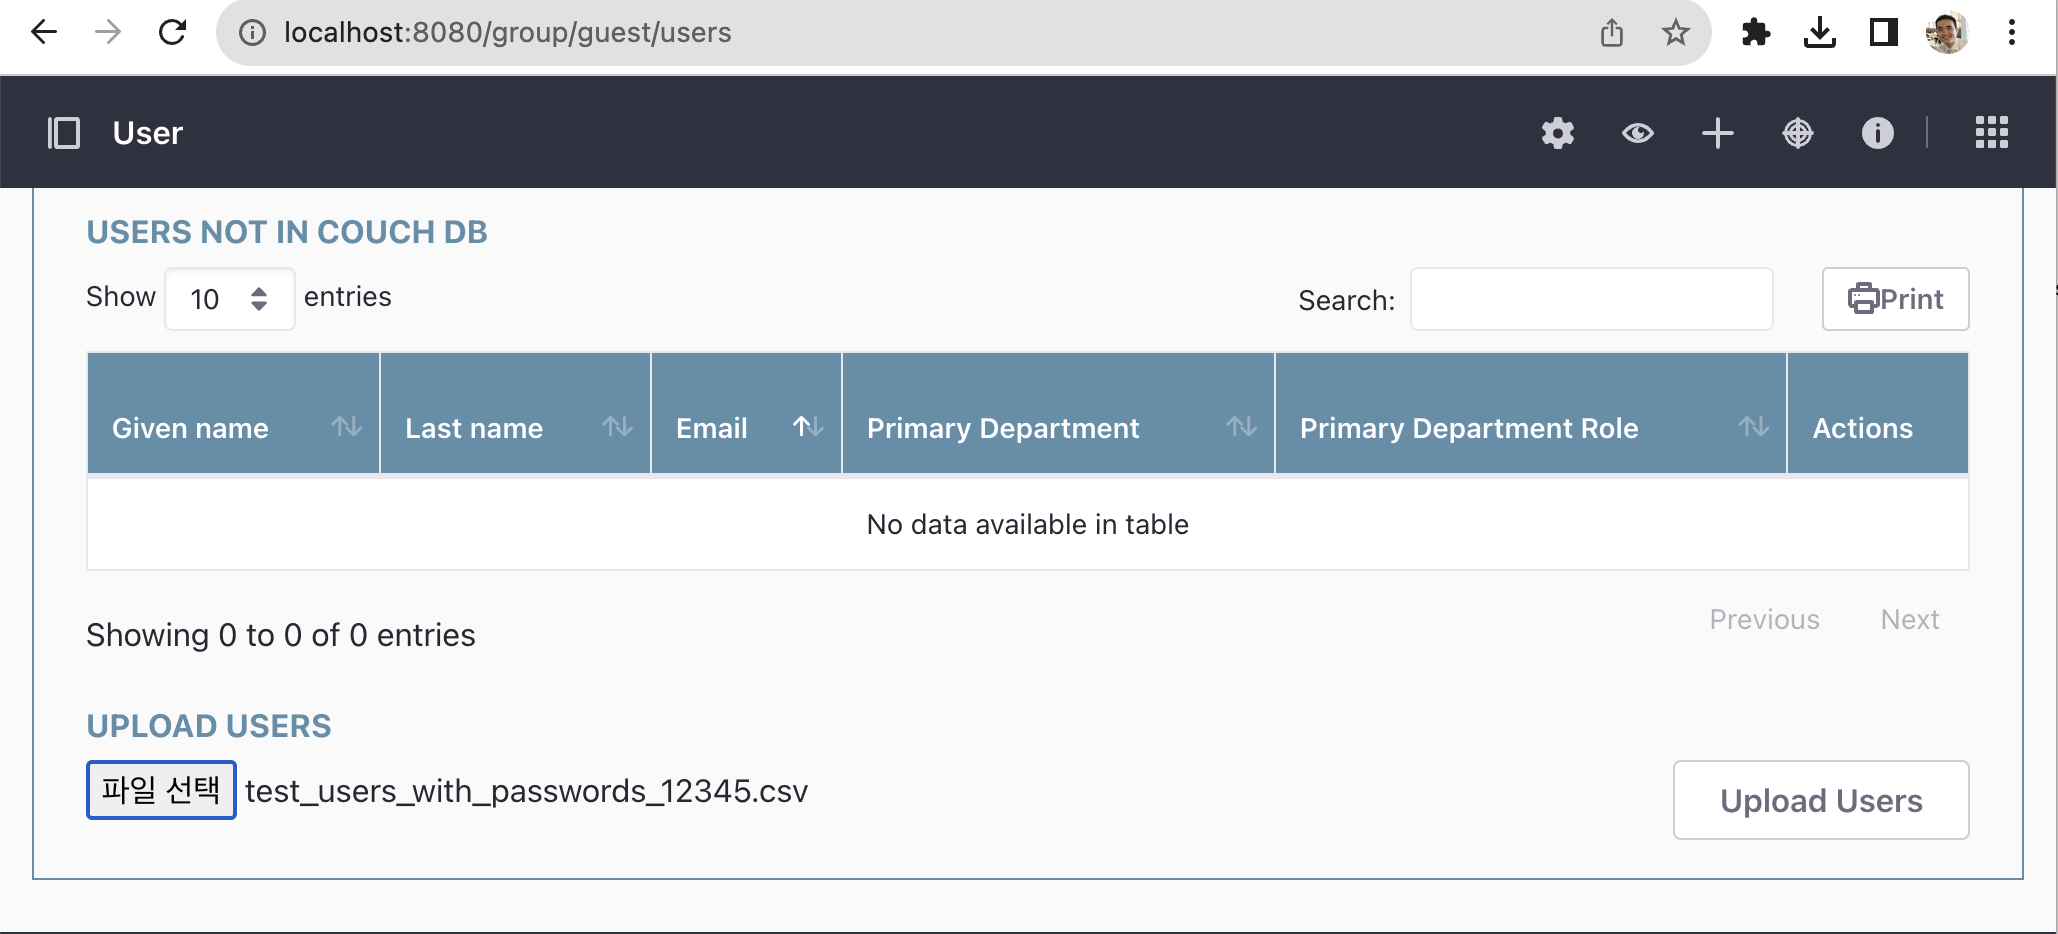 localhost:8080/group/guest/users
User
USERS NOT IN COUCH DB
Show 10 entries Search: Print
Given name Last name Email Primary Department Primary Department Role Actions
No data available in table
Showing 0 to 0 of 0 entries
Previous Next
UPLOAD USERS
파일 선택 test_users_with_passwords_12345.csv Upload Users